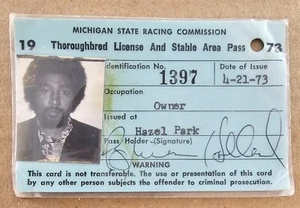 MICHIGAN STATE RACING COMMISSION
19 Thoroughbred License And Stable Area Pass 73
Identification No. Date of Issue
1397 4-21-73
Occupation
Owner
Issued at
Hazel Park
Pass Holder (Signature)
WARNING
This card is not transferable. The use or presentation of this card
by any other person subjects the offender to criminal prosecution.